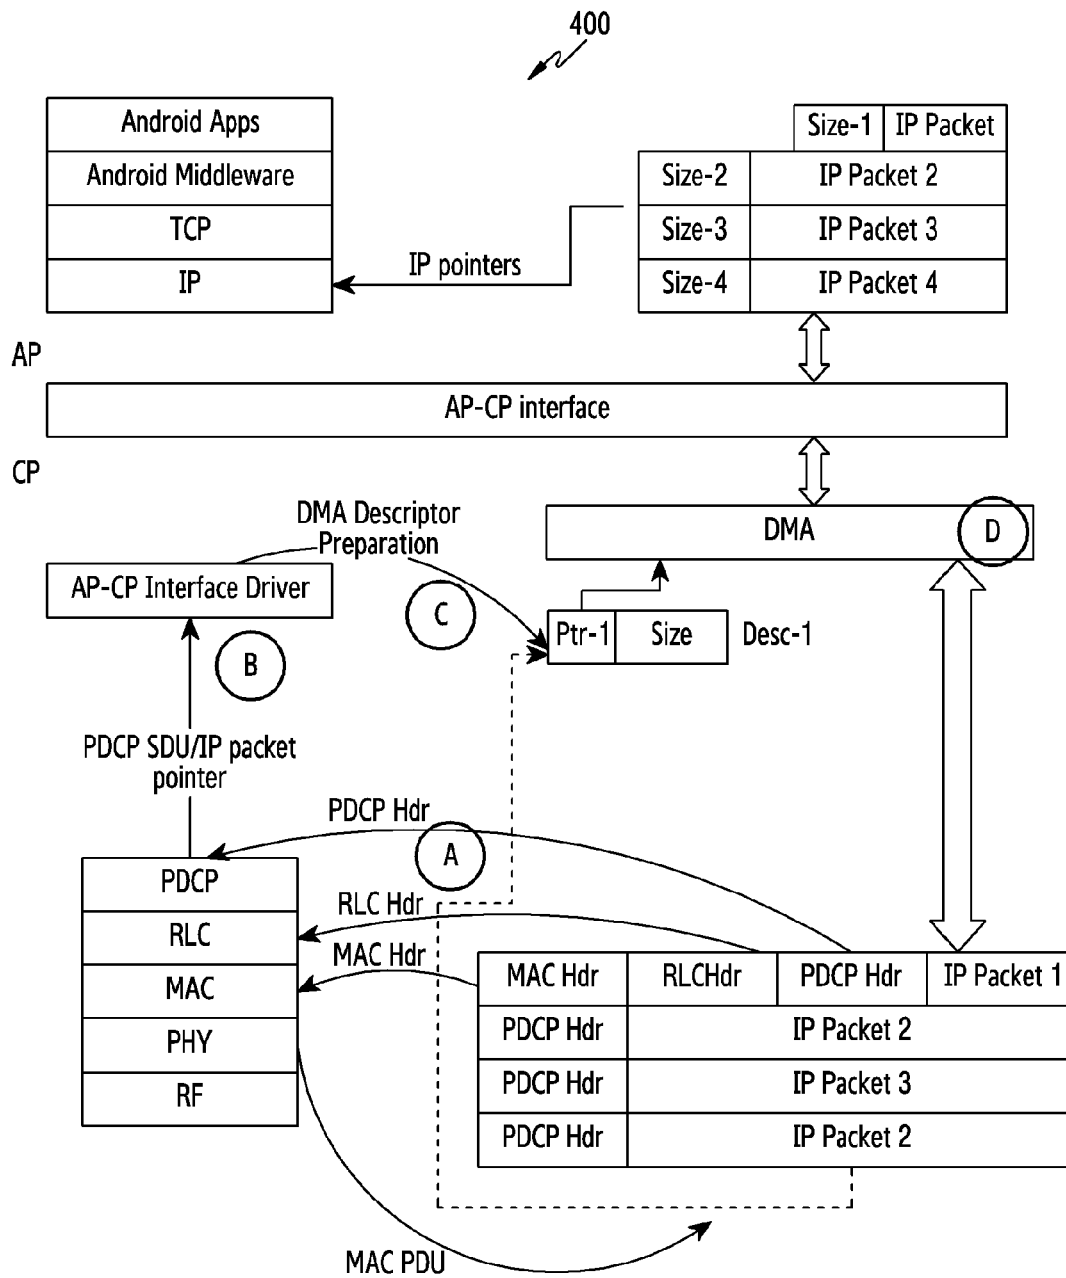 400
Android Apps
Android Middleware
TCP
IP
Size-1 IP Packet
Size-2 IP Packet 2
Size-3 IP Packet 3
Size-4 IP Packet 4
IP pointers
AP
AP-CP interface
CP
DMA Descriptor
Preparation
DMA
D
AP-CP Interface Driver
C
Ptr-1 Size Desc-1
B
PDCP SDU/IP packet
pointer
PDCP Hdr
A
PDCP
RLC
MAC
PHY
RF
RLC Hdr
MAC Hdr
MAC Hdr RLCHdr PDCP Hdr IP Packet 1
PDCP Hdr IP Packet 2
PDCP Hdr IP Packet 3
PDCP Hdr IP Packet 2
MAC PDU